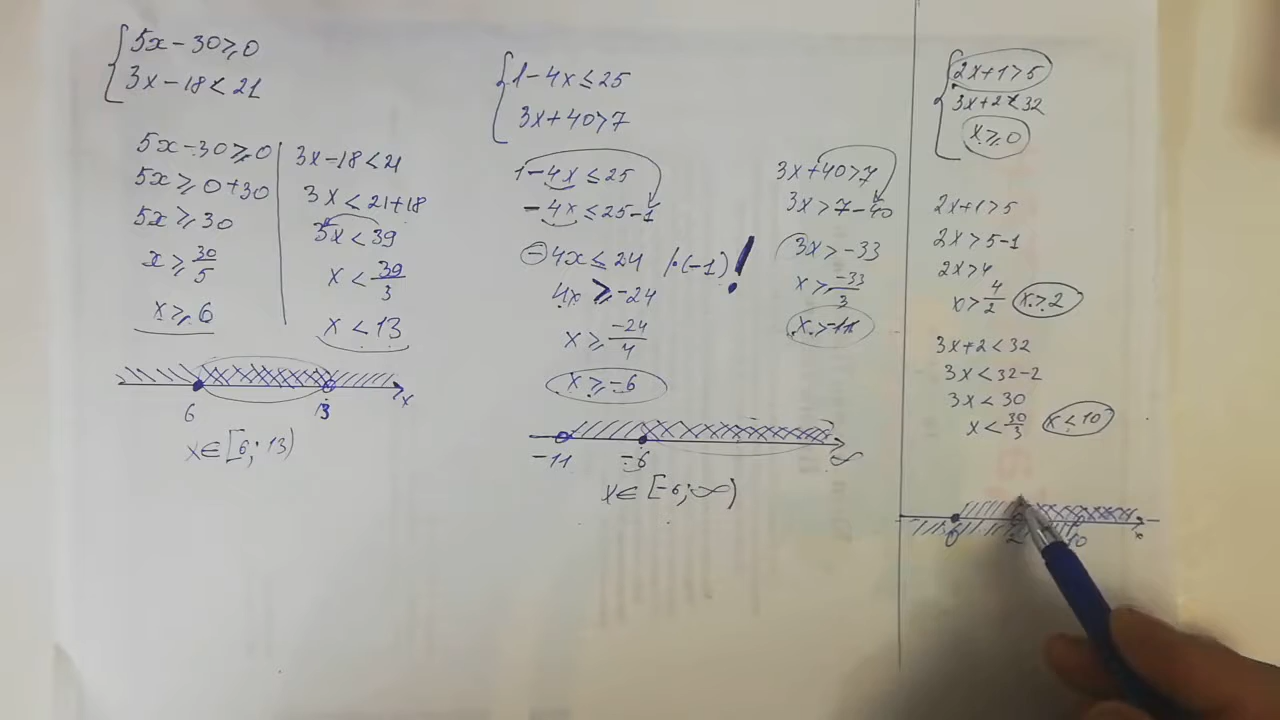 5x-30⩾0
3x-18<21
5x-30⩾0
5x⩾0+30
5x⩾30
x⩾30/5
x⩾6
3x-18<21
3x<21+18
3x<39
x<39/3
x<13
6 13 x
x∈[6; 13)
1-4x≤25
3x+40>7
1-4x≤25
-4x≤25-1
-4x≤24 /·(-1)!
4x⩾-24
x⩾-24/4
x⩾-6
3x+40>7
3x>7-40
3x>-33
x>-33/3
x>-11
-11 -6 ∞
x∈[-6; ∞)
2x+1>5
3x+2<32
x⩾0
2x+1>5
2x>5-1
2x>4
x>4/2 x>2
3x+2<32
3x<32-2
3x<30
x<30/3 x<10
0 2 10 x